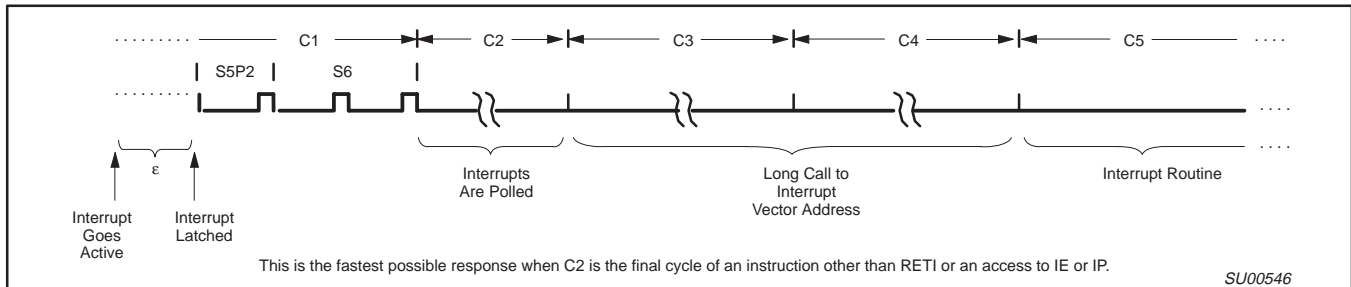 C1 C2 C3 C4 C5
S5P2 S6
ε
Interrupt
Goes
Active
Interrupt
Latched
Interrupts
Are Polled
Long Call to
Interrupt
Vector Address
Interrupt Routine
This is the fastest possible response when C2 is the final cycle of an instruction other than RETI or an access to IE or IP.
SU00546